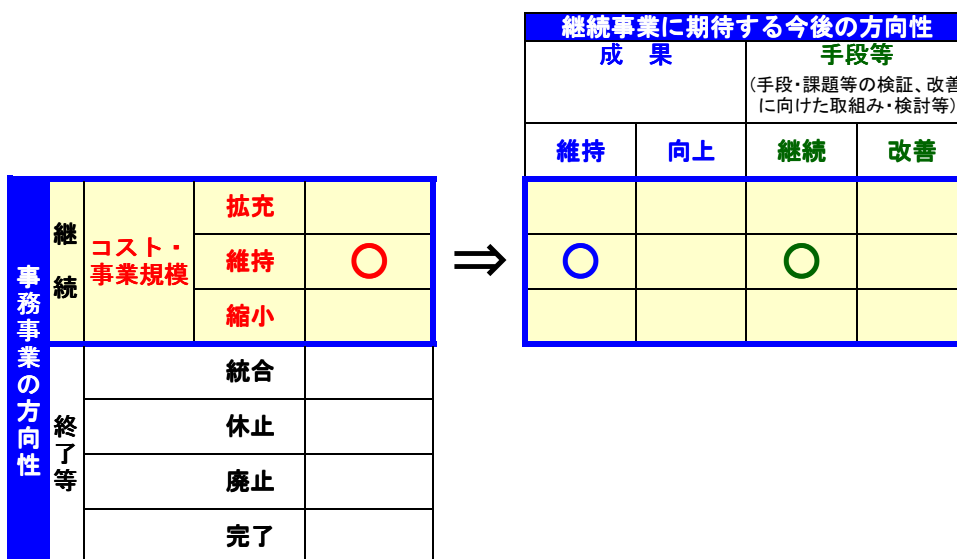 継続事業に期待する今後の方向性
成 果
手段等
(手段・課題等の検証、改善
に向けた取組み・検討等)
維持
向上
継続
改善
事務事業の方向性
継続
コスト・
事業規模
拡充
維持
○
縮小
⇒
○
○
終了等
統合
休止
廃止
完了